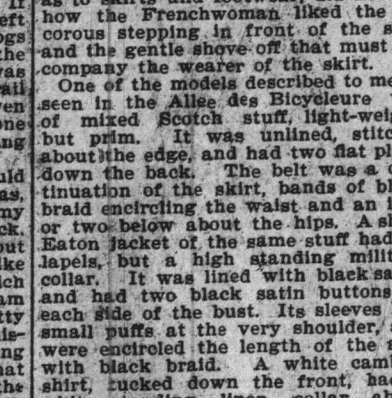 how the Frenchwoman liked the
corous stepping in front of the s
and the gentle shove-off that must
company the wearer of the skirt.
One of the models described to me
seen in the Allee des Bicycleure
of mixed Scotch stuff, light-weig
but prim. It was unlined, stitc
about the edge, and had two flat pl
down the back. The belt was a c
tinuation of the skirt, bands of b
braid encircling the waist and an i
or two below about the hips. A sl
Eaton jacket of the same stuff had
lapels, but a high standing milit
collar. It was lined with black sa
and had two black satin buttons
each side of the bust. Its sleeves
small puffs at the very shoulder,
were encircled the length of the
with black braid. A white cam
shirt, tucked down the front, had